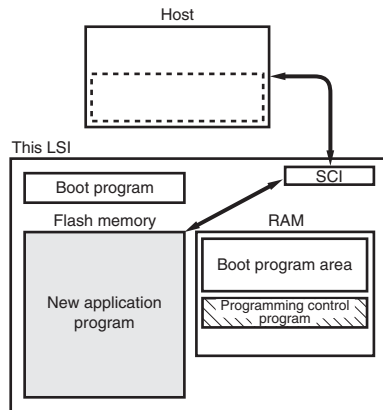 Host
This LSI
SCI
Boot program
Flash memory
RAM
Boot program area
New application
program
Programming control
program